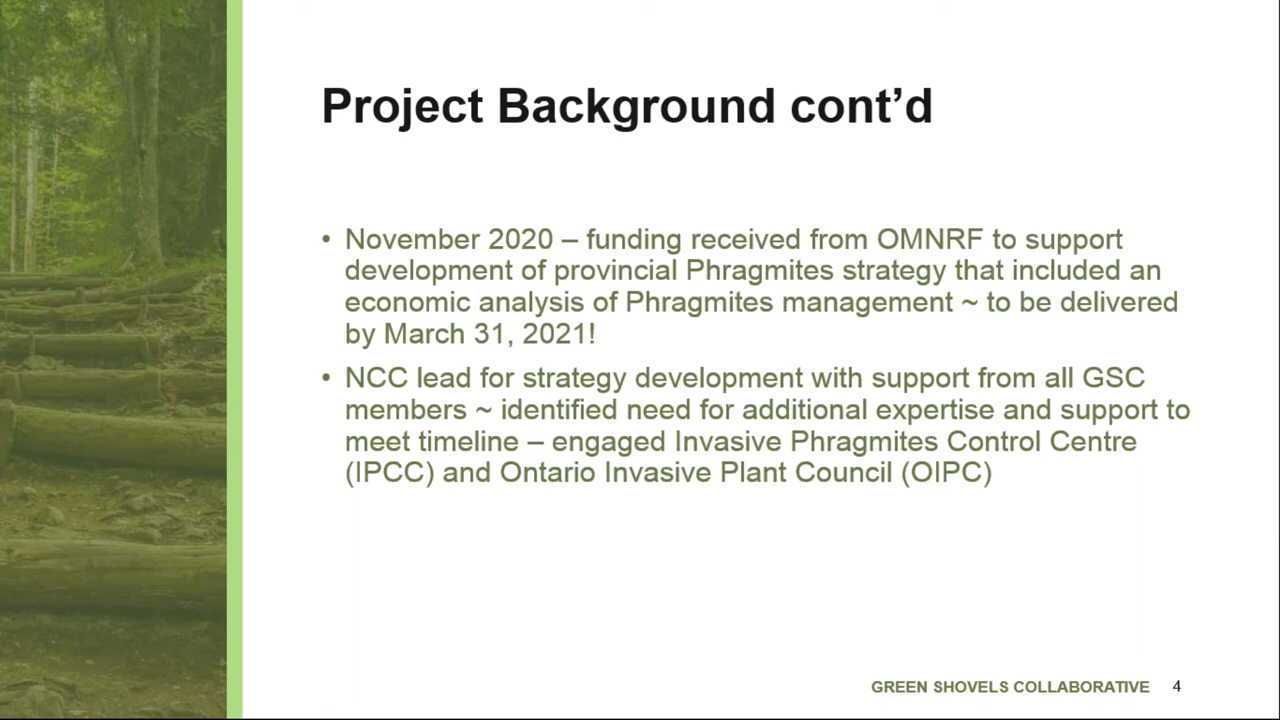 Project Background cont’d
• November 2020 – funding received from OMNRF to support
development of provincial Phragmites strategy that included an
economic analysis of Phragmites management ~ to be delivered
by March 31, 2021!
• NCC lead for strategy development with support from all GSC
members ~ identified need for additional expertise and support to
meet timeline – engaged Invasive Phragmites Control Centre
(IPCC) and Ontario Invasive Plant Council (OIPC)
GREEN SHOVELS COLLABORATIVE 4